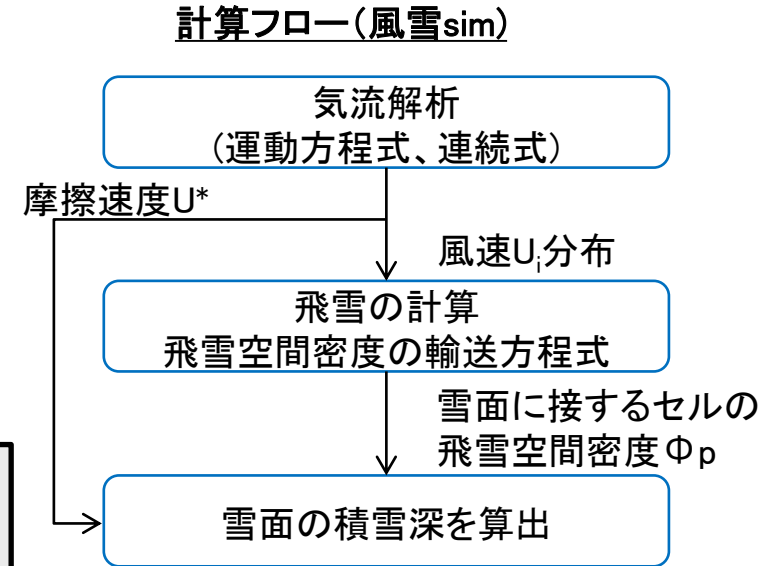 計算フロー(風雪sim)
気流解析
(運動方程式、連続式)
摩擦速度U*
風速Ui分布
飛雪の計算
飛雪空間密度の輸送方程式
雪面に接するセルの
飛雪空間密度Φp
雪面の積雪深を算出